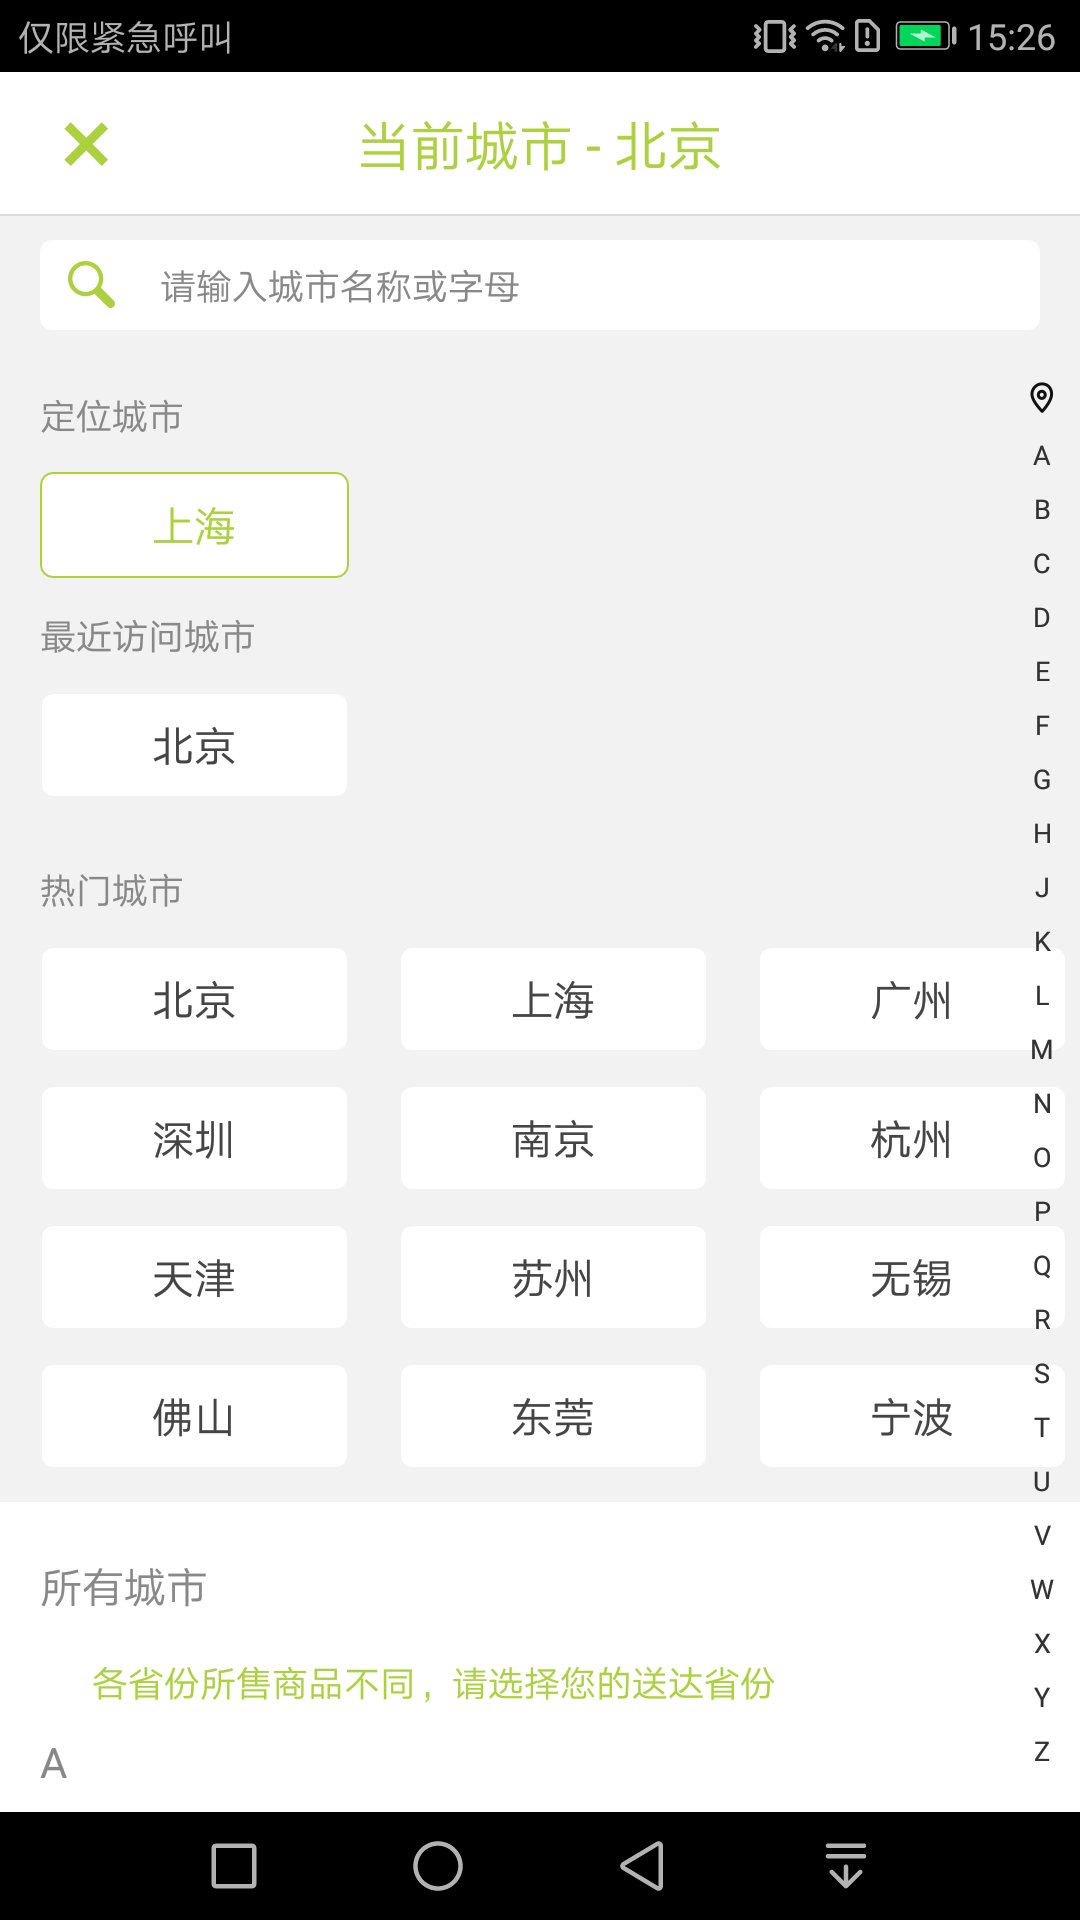 仅限紧急呼叫 15:26
当前城市 - 北京
请输入城市名称或字母
定位城市
上海
最近访问城市
北京
热门城市
北京 上海 广州
深圳 南京 杭州
天津 苏州 无锡
佛山 东莞 宁波
所有城市
各省份所售商品不同，请选择您的送达省份
A
A
B
C
D
E
F
G
H
J
K
L
M
N
O
P
Q
R
S
T
U
V
W
X
Y
Z